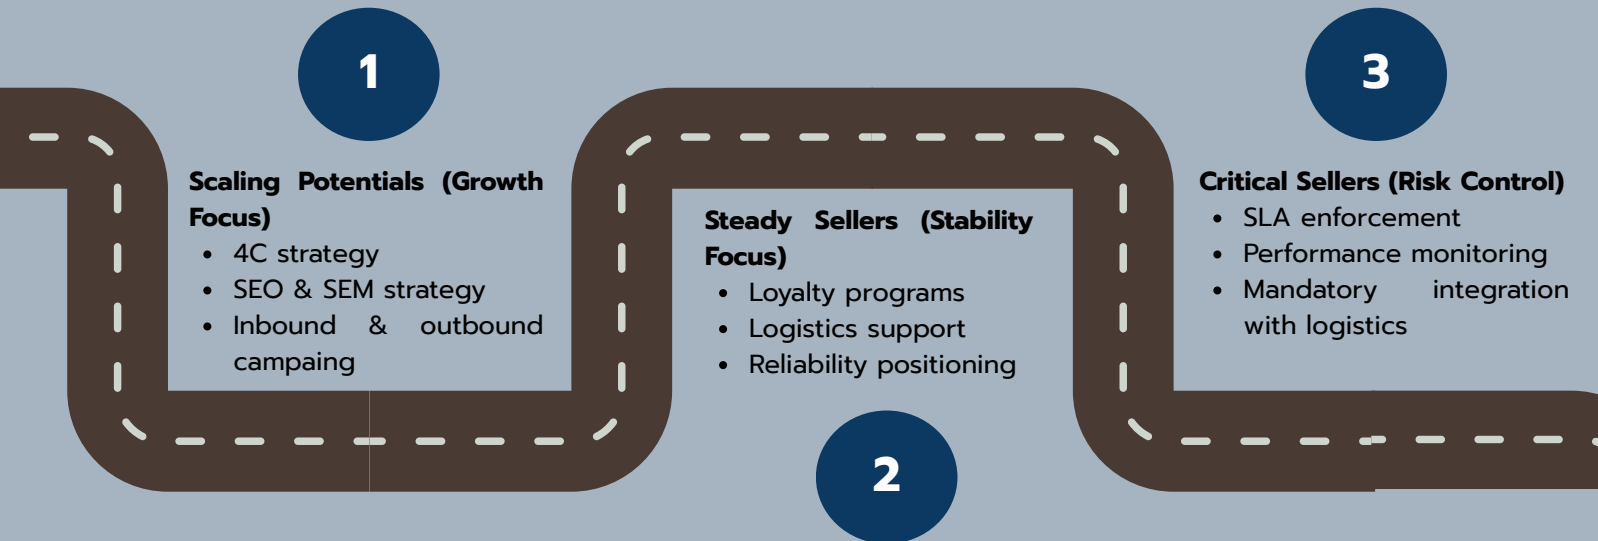 1
Scaling Potentials (Growth
Focus)
• 4C strategy
• SEO & SEM strategy
• Inbound & outbound
campaing
Steady Sellers (Stability
Focus)
• Loyalty programs
• Logistics support
• Reliability positioning
2
3
Critical Sellers (Risk Control)
• SLA enforcement
• Performance monitoring
• Mandatory integration
with logistics